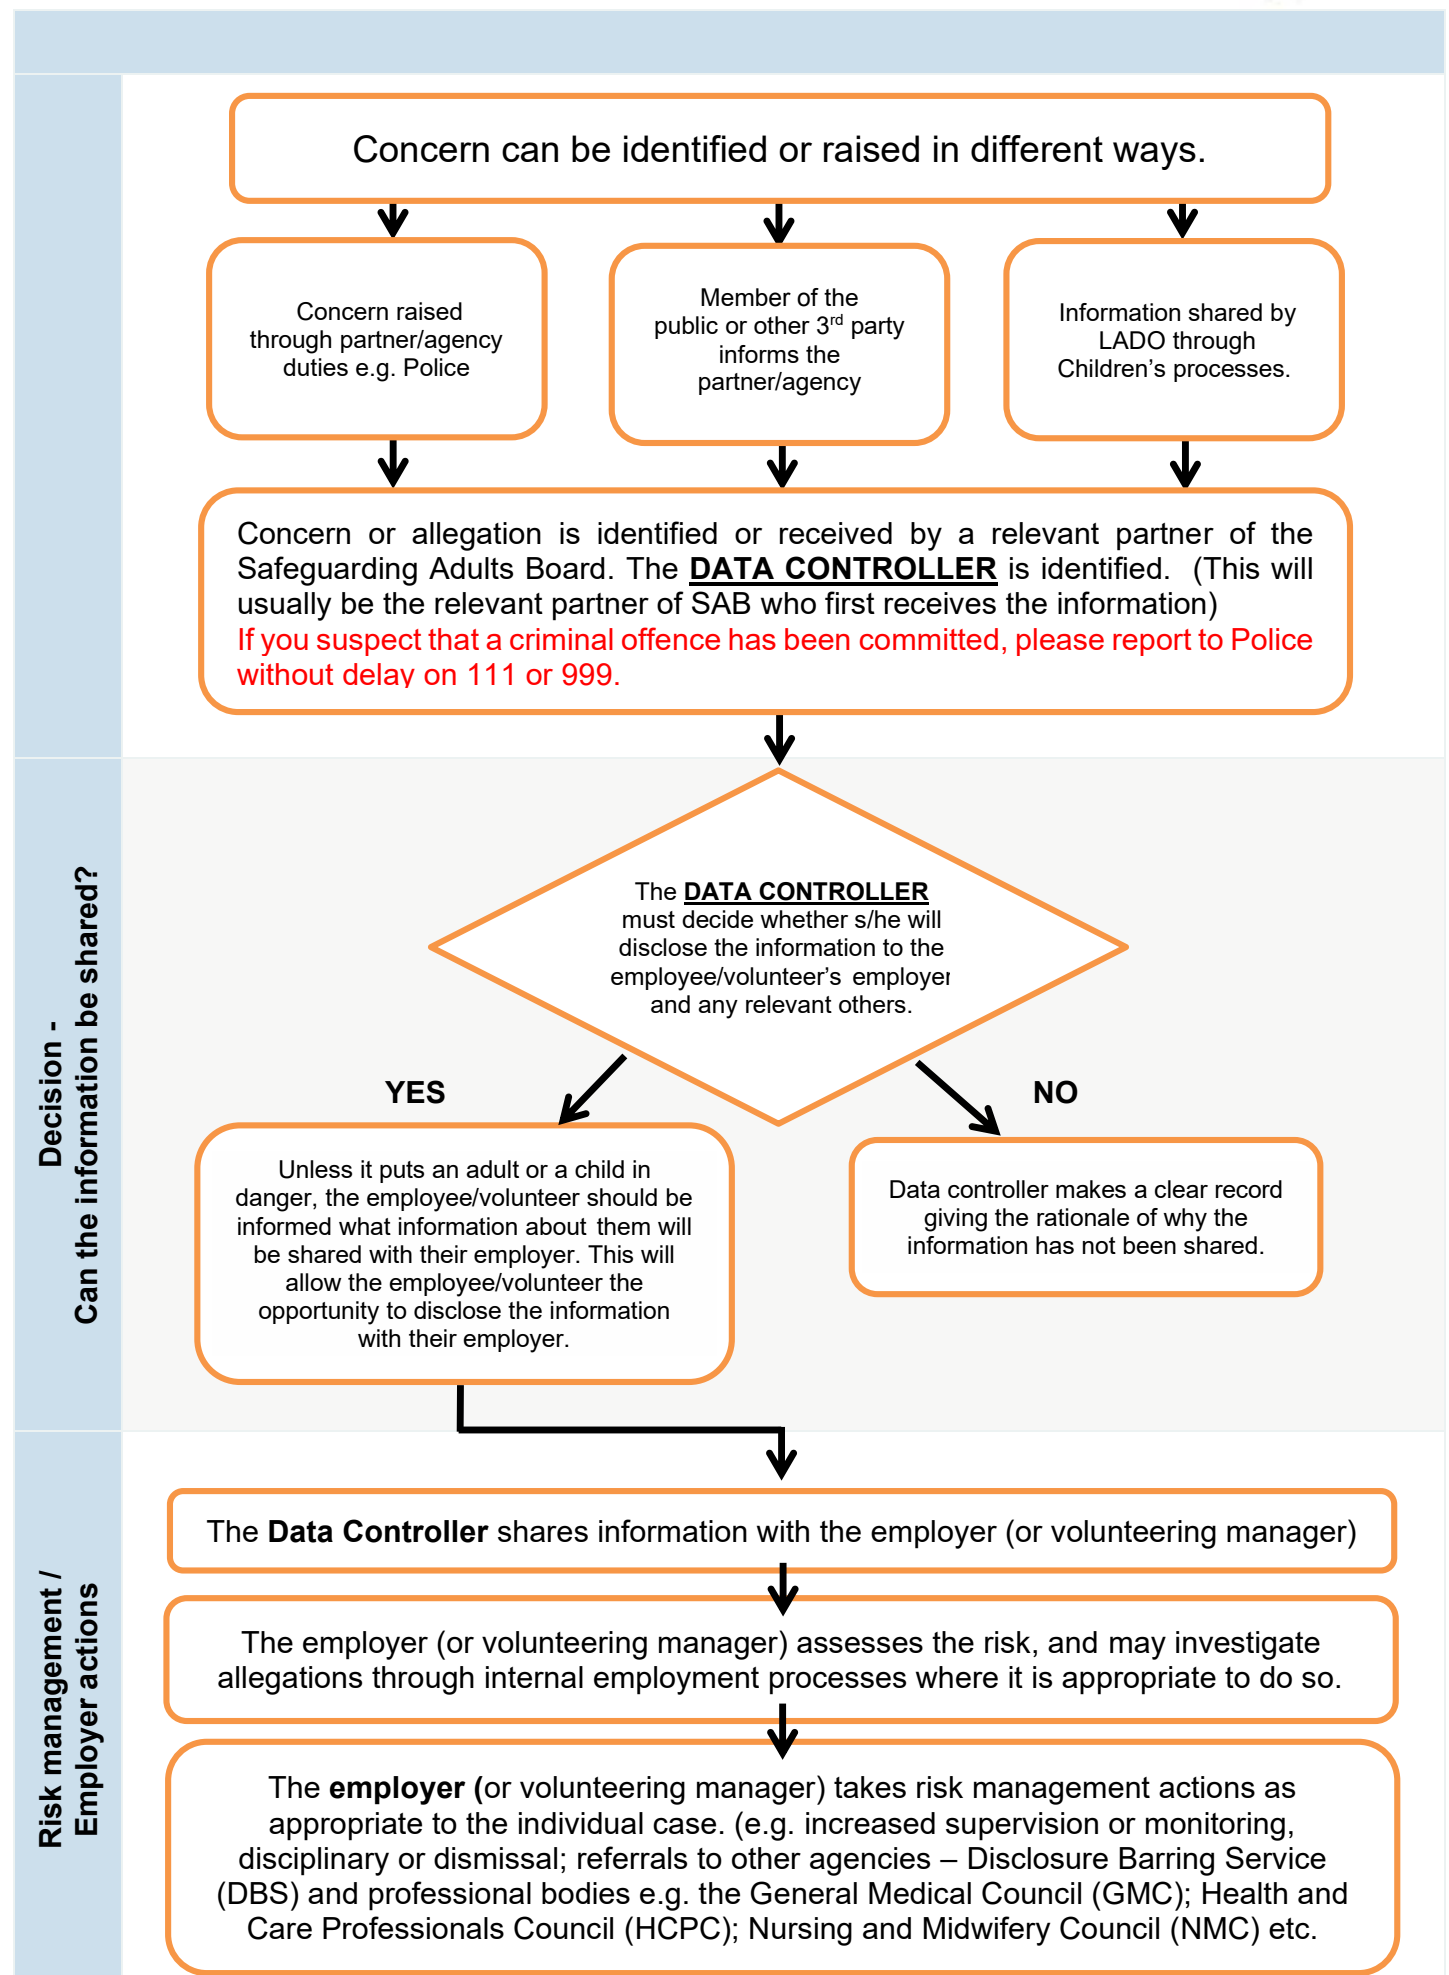 Concern can be identified or raised in different ways.
Concern raised
through partner/agency
duties e.g. Police
Member of the
public or other 3rd party
informs the
partner/agency
Information shared by
LADO through
Children’s processes.
Concern or allegation is identified or received by a relevant partner of the
Safeguarding Adults Board. The DATA CONTROLLER is identified. (This will
usually be the relevant partner of SAB who first receives the information)
If you suspect that a criminal offence has been committed, please report to Police
without delay on 111 or 999.
Decision -
Can the information be shared?
The DATA CONTROLLER
must decide whether s/he will
disclose the information to the
employee/volunteer’s employer
and any relevant others.
YES
NO
Unless it puts an adult or a child in
danger, the employee/volunteer should be
informed what information about them will
be shared with their employer. This will
allow the employee/volunteer the
opportunity to disclose the information
with their employer.
Data controller makes a clear record
giving the rationale of why the
information has not been shared.
Risk management /
Employer actions
The Data Controller shares information with the employer (or volunteering manager)
The employer (or volunteering manager) assesses the risk, and may investigate
allegations through internal employment processes where it is appropriate to do so.
The employer (or volunteering manager) takes risk management actions as
appropriate to the individual case. (e.g. increased supervision or monitoring,
disciplinary or dismissal; referrals to other agencies – Disclosure Barring Service
(DBS) and professional bodies e.g. the General Medical Council (GMC); Health and
Care Professionals Council (HCPC); Nursing and Midwifery Council (NMC) etc.